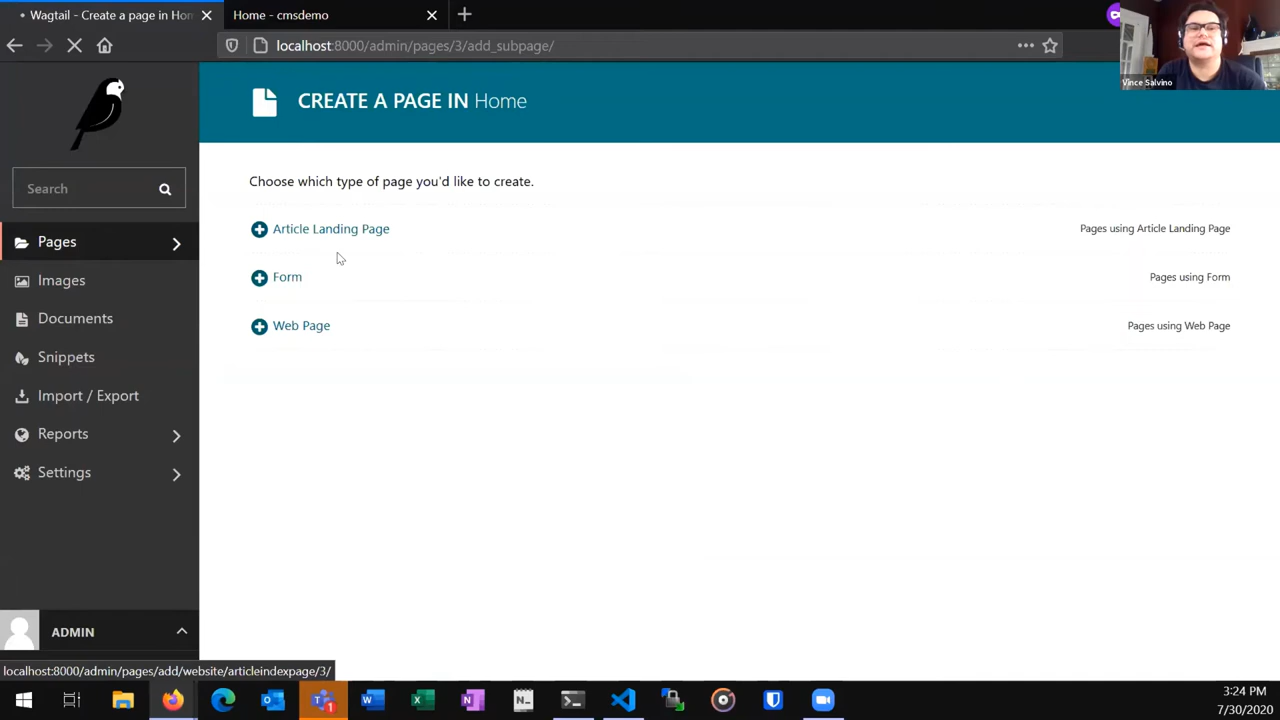 Wagtail - Create a page in Hom
Home - cmsdemo
localhost:8000/admin/pages/3/add_subpage/
Vince Salvino
CREATE A PAGE IN Home
Search
Choose which type of page you'd like to create.
Article Landing Page
Pages using Article Landing Page
Pages
Form
Pages using Form
Images
Documents
Web Page
Pages using Web Page
Snippets
Import / Export
Reports
Settings
ADMIN
localhost:8000/admin/pages/add/website/articleindexpage/3/
1
3:24 PM
7/30/2020